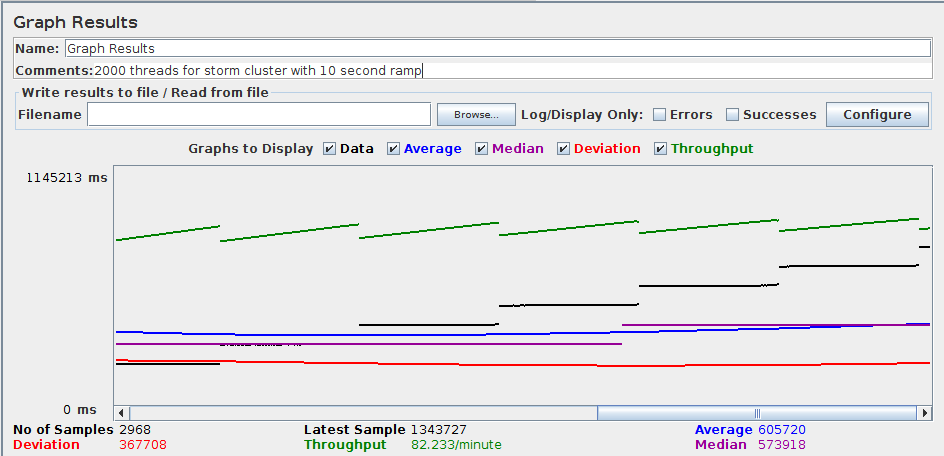 Graph Results
Name: Graph Results
Comments: 2000 threads for storm cluster with 10 second ramp
Write results to file / Read from file
Filename Browse... Log/Display Only: Errors Successes Configure
Graphs to Display Data Average Median Deviation Throughput
1145213 ms
0 ms
No of Samples 2968 Latest Sample 1343727 Average 605720
Deviation 367708 Throughput 82.233/minute Median 573918